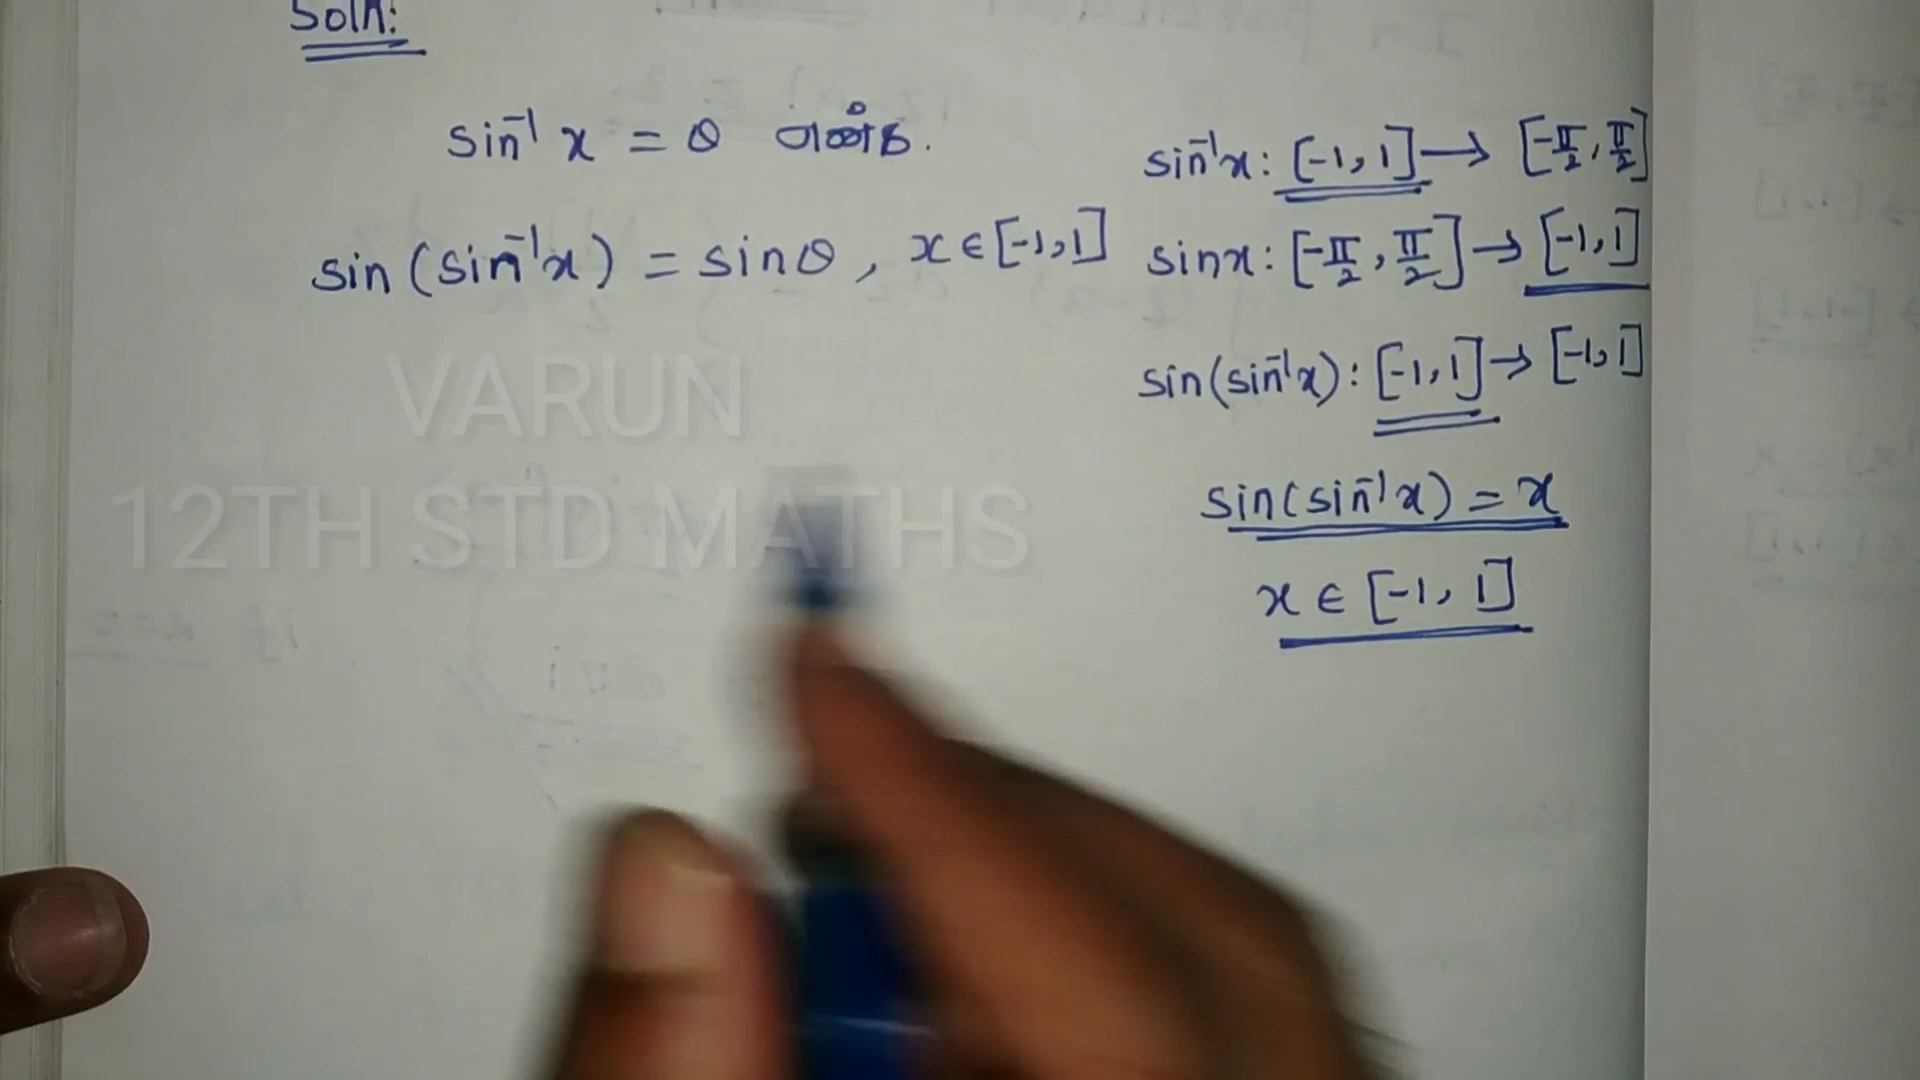 Soln:
sin⁻¹ x = θ என்க.
sin (sin⁻¹x) = sinθ , x ∈ [-1,1]
sin⁻¹x : [-1, 1] → [-π/2, π/2]
sinx : [-π/2, π/2] → [-1, 1]
sin(sin⁻¹x) : [-1, 1] → [-1, 1]
sin(sin⁻¹x) = x
x ∈ [-1, 1]
VARUN
12TH STD MATHS